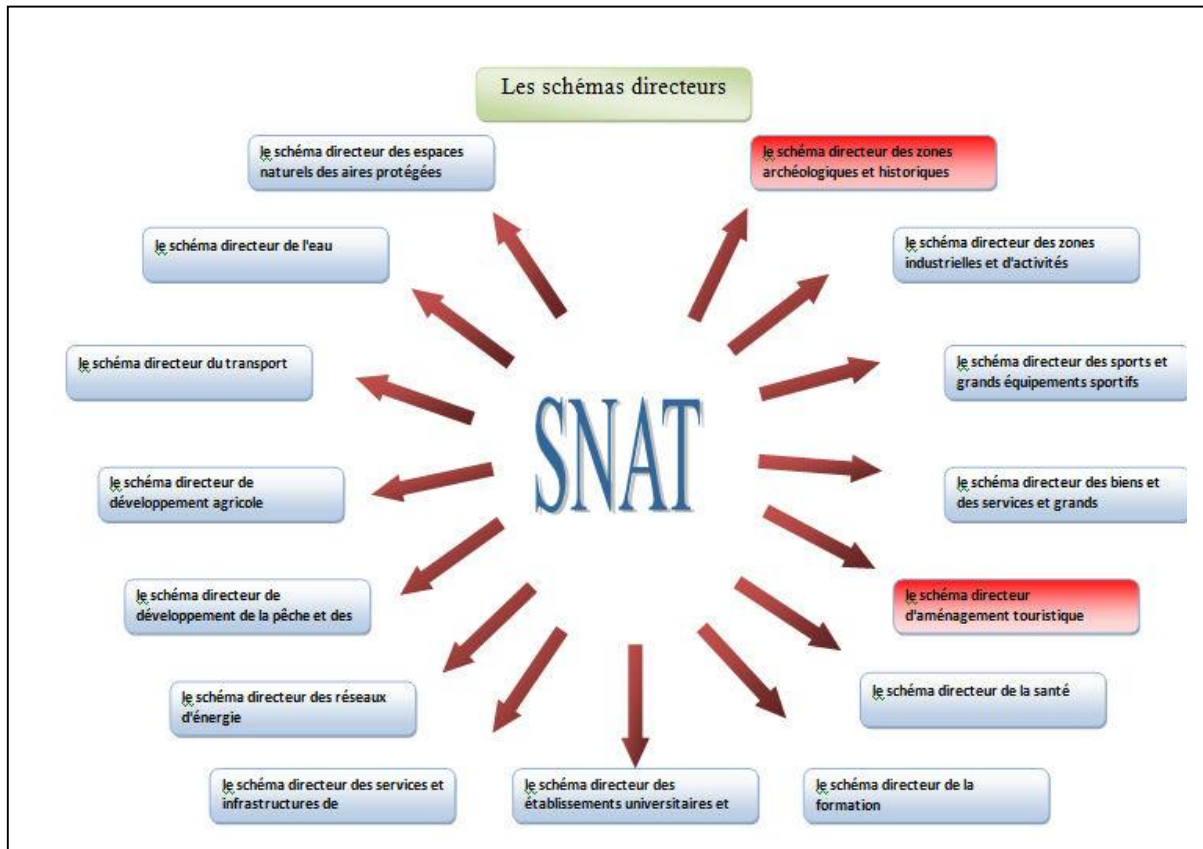 Les schémas directeurs
le schéma directeur des espaces
naturels des aires protégées
le schéma directeur des zones
archéologiques et historiques
le schéma directeur de l'eau
le schéma directeur des zones
industrielles et d'activités
le schéma directeur du transport
le schéma directeur des sports et
grands équipements sportifs
SNAT
le schéma directeur de
développement agricole
le schéma directeur des biens et
des services et grands
le schéma directeur de
développement de la pêche et des
le schéma directeur
d'aménagement touristique
le schéma directeur des réseaux
d'énergie
le schéma directeur de la santé
le schéma directeur des services et
infrastructures de
le schéma directeur des
établissements universitaires et
le schéma directeur de la
formation